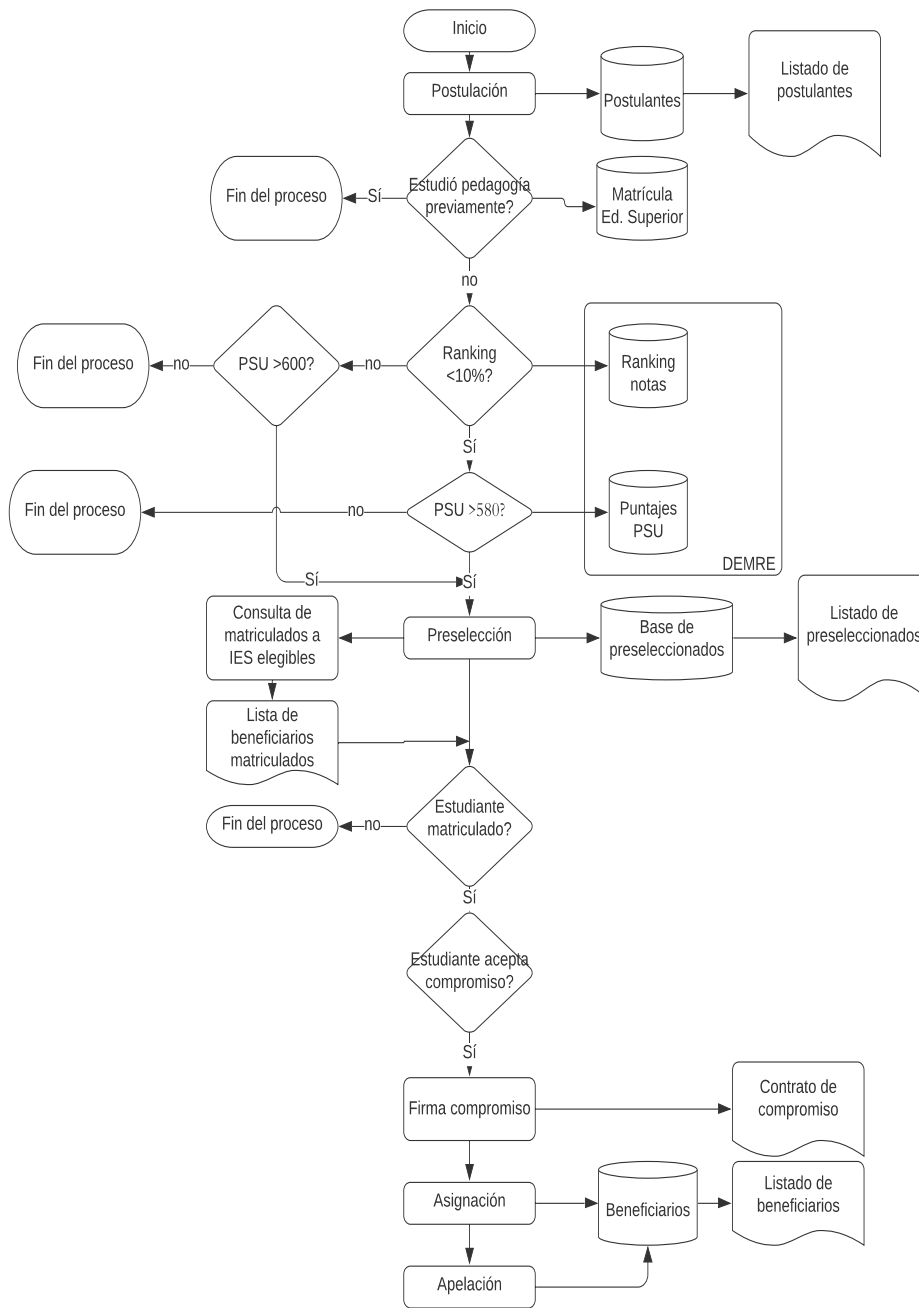 Inicio
Postulación
Postulantes
Listado de
postulantes
Fin del proceso
Sí
Estudió pedagogía
previamente?
Matrícula
Ed. Superior
no
Fin del proceso
no
PSU >600?
no
Ranking
<10%?
Ranking
notas
Sí
Fin del proceso
no
PSU >580?
Puntajes
PSU
DEMRE
Sí
Sí
Consulta de
matriculados a
IES elegibles
Preselección
Base de
preseleccionados
Listado de
preseleccionados
Lista de
beneficiarios
matriculados
Fin del proceso
no
Estudiante
matriculado?
Sí
Estudiante acepta
compromiso?
Sí
Firma compromiso
Contrato de
compromiso
Asignación
Beneficiarios
Listado de
beneficiarios
Apelación